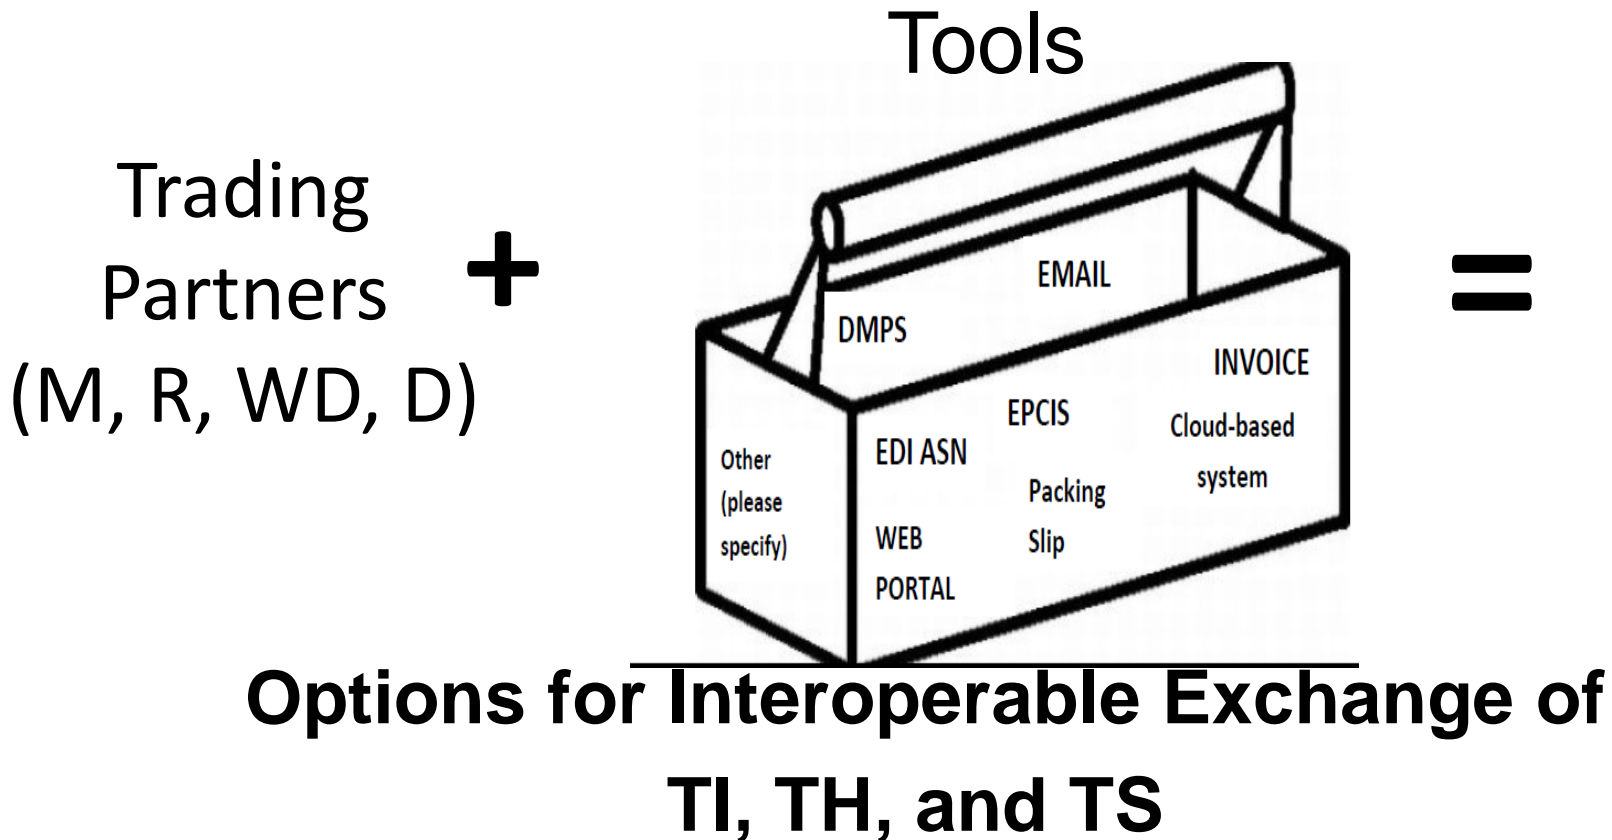 Tools
Trading
Partners
(M, R, WD, D)
+
EMAIL
DMPS
INVOICE
EPCIS
Cloud-based
system
EDI ASN
Packing
Slip
WEB
PORTAL
Other
(please
specify)
=
Options for Interoperable Exchange of
TI, TH, and TS